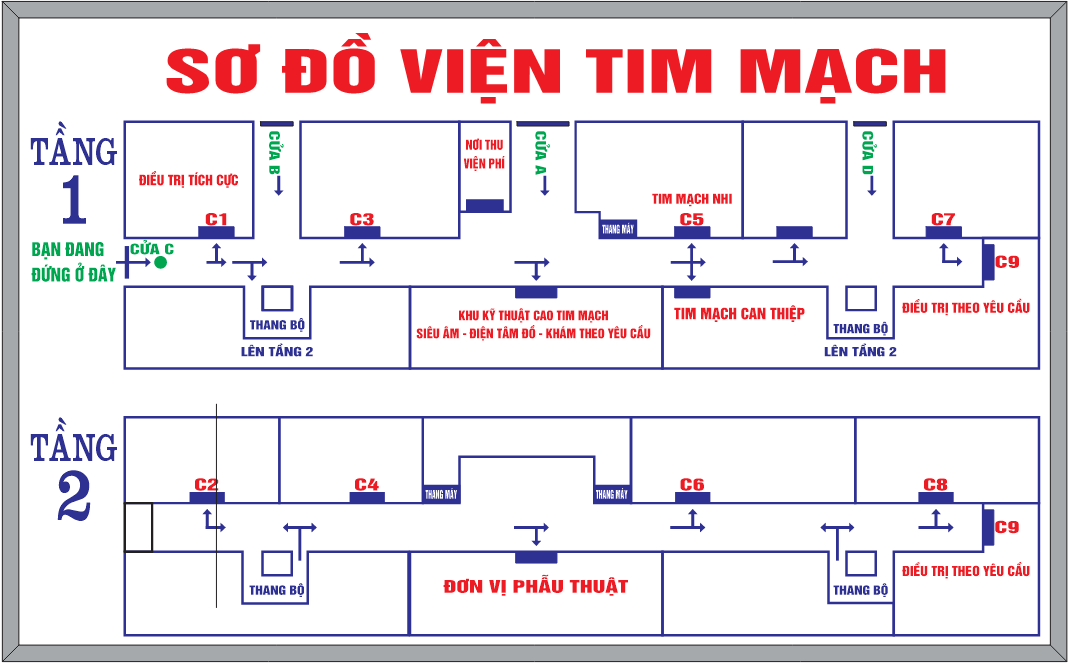 SƠ ĐỒ VIỆN TIM MẠCH
TẦNG
1
CỬA B
CỬA A
CỬA D
NƠI THU
VIỆN PHÍ
ĐIỀU TRỊ TÍCH CỰC
TIM MẠCH NHI
C1
C3
THANG MÁY
C5
C7
BẠN ĐANG
ĐỨNG Ở ĐÂY
CỬA C
C9
THANG BỘ
LÊN TẦNG 2
KHU KỸ THUẬT CAO TIM MẠCH
SIÊU ÂM - ĐIỆN TÂM ĐỒ - KHÁM THEO YÊU CẦU
TIM MẠCH CAN THIỆP
THANG BỘ
LÊN TẦNG 2
ĐIỀU TRỊ THEO YÊU CẦU
TẦNG
2
C2
C4
THANG MÁY
THANG MÁY
C6
C8
C9
THANG BỘ
ĐƠN VỊ PHẪU THUẬT
THANG BỘ
ĐIỀU TRỊ THEO YÊU CẦU